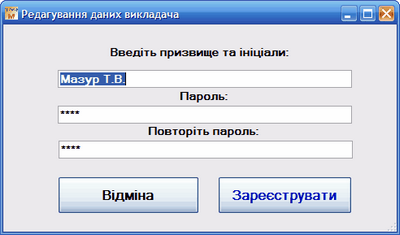 Редагування даних викладача
Введіть призвище та ініціали:
Мазур Т.В.
Пароль:
****
Повторіть пароль:
****
Відміна Зареєструвати